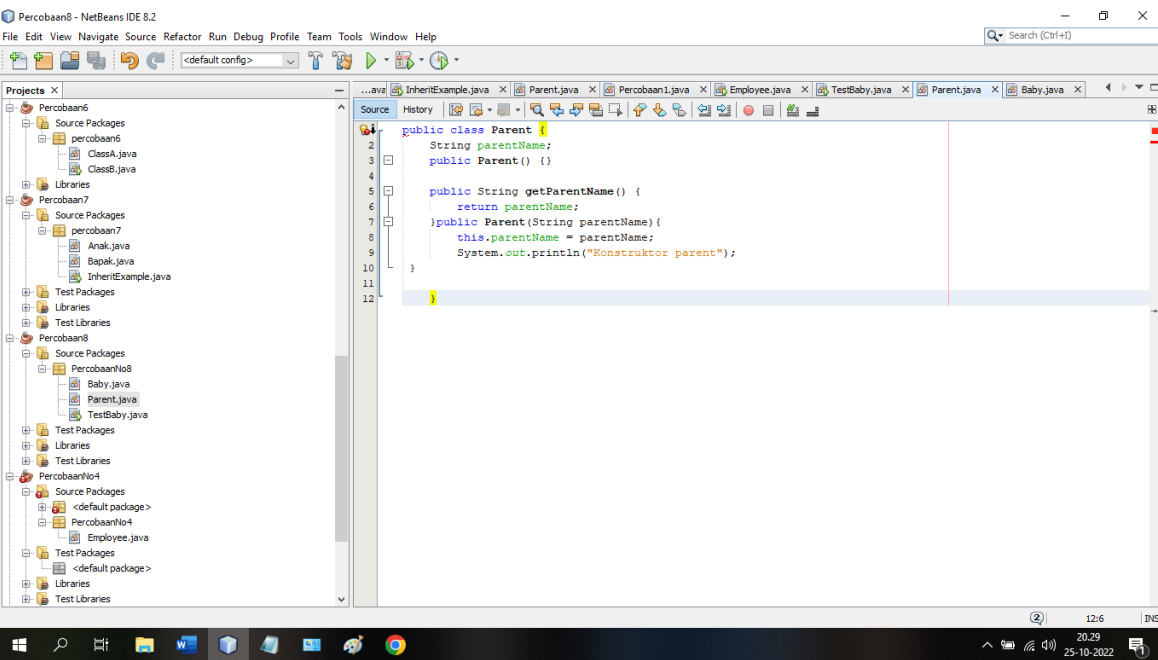 Percobaan8 - NetBeans IDE 8.2
File Edit View Navigate Source Refactor Run Debug Profile Team Tools Window Help
Search (Ctrl+I)
<default config>
Projects
...ava InheritExample.java Parent.java Percobaan1.java Employee.java TestBaby.java Parent.java Baby.java
Source History
Percobaan6
Source Packages
percobaan6
ClassA.java
ClassB.java
Libraries
Percobaan7
Source Packages
percobaan7
Anak.java
Bapak.java
InheritExample.java
Test Packages
Libraries
Test Libraries
Percobaan8
Source Packages
PercobaanNo8
Baby.java
Parent.java
TestBaby.java
Test Packages
Libraries
Test Libraries
PercobaanNo4
Source Packages
<default package>
PercobaanNo4
Employee.java
Test Packages
<default package>
Libraries
Test Libraries
public class Parent {
2 String parentName;
3 public Parent() {}
4
5 public String getParentName() {
6 return parentName;
7 }public Parent(String parentName){
8 this.parentName = parentName;
9 System.out.println("Konstruktor parent");
10 }
11
12 }
2
12:6
INS
20.29
25-10-2022
1